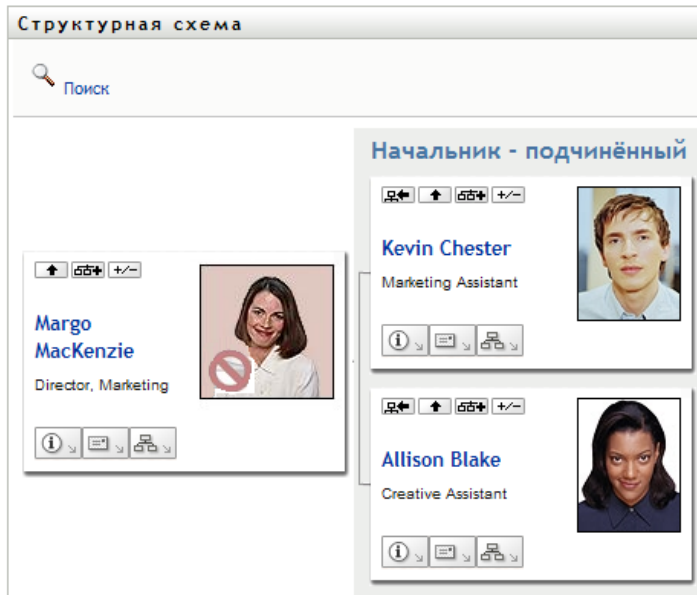 Структурная схема
Поиск
Начальник - подчинённый
Margo
MacKenzie
Director, Marketing
Kevin Chester
Marketing Assistant
Allison Blake
Creative Assistant